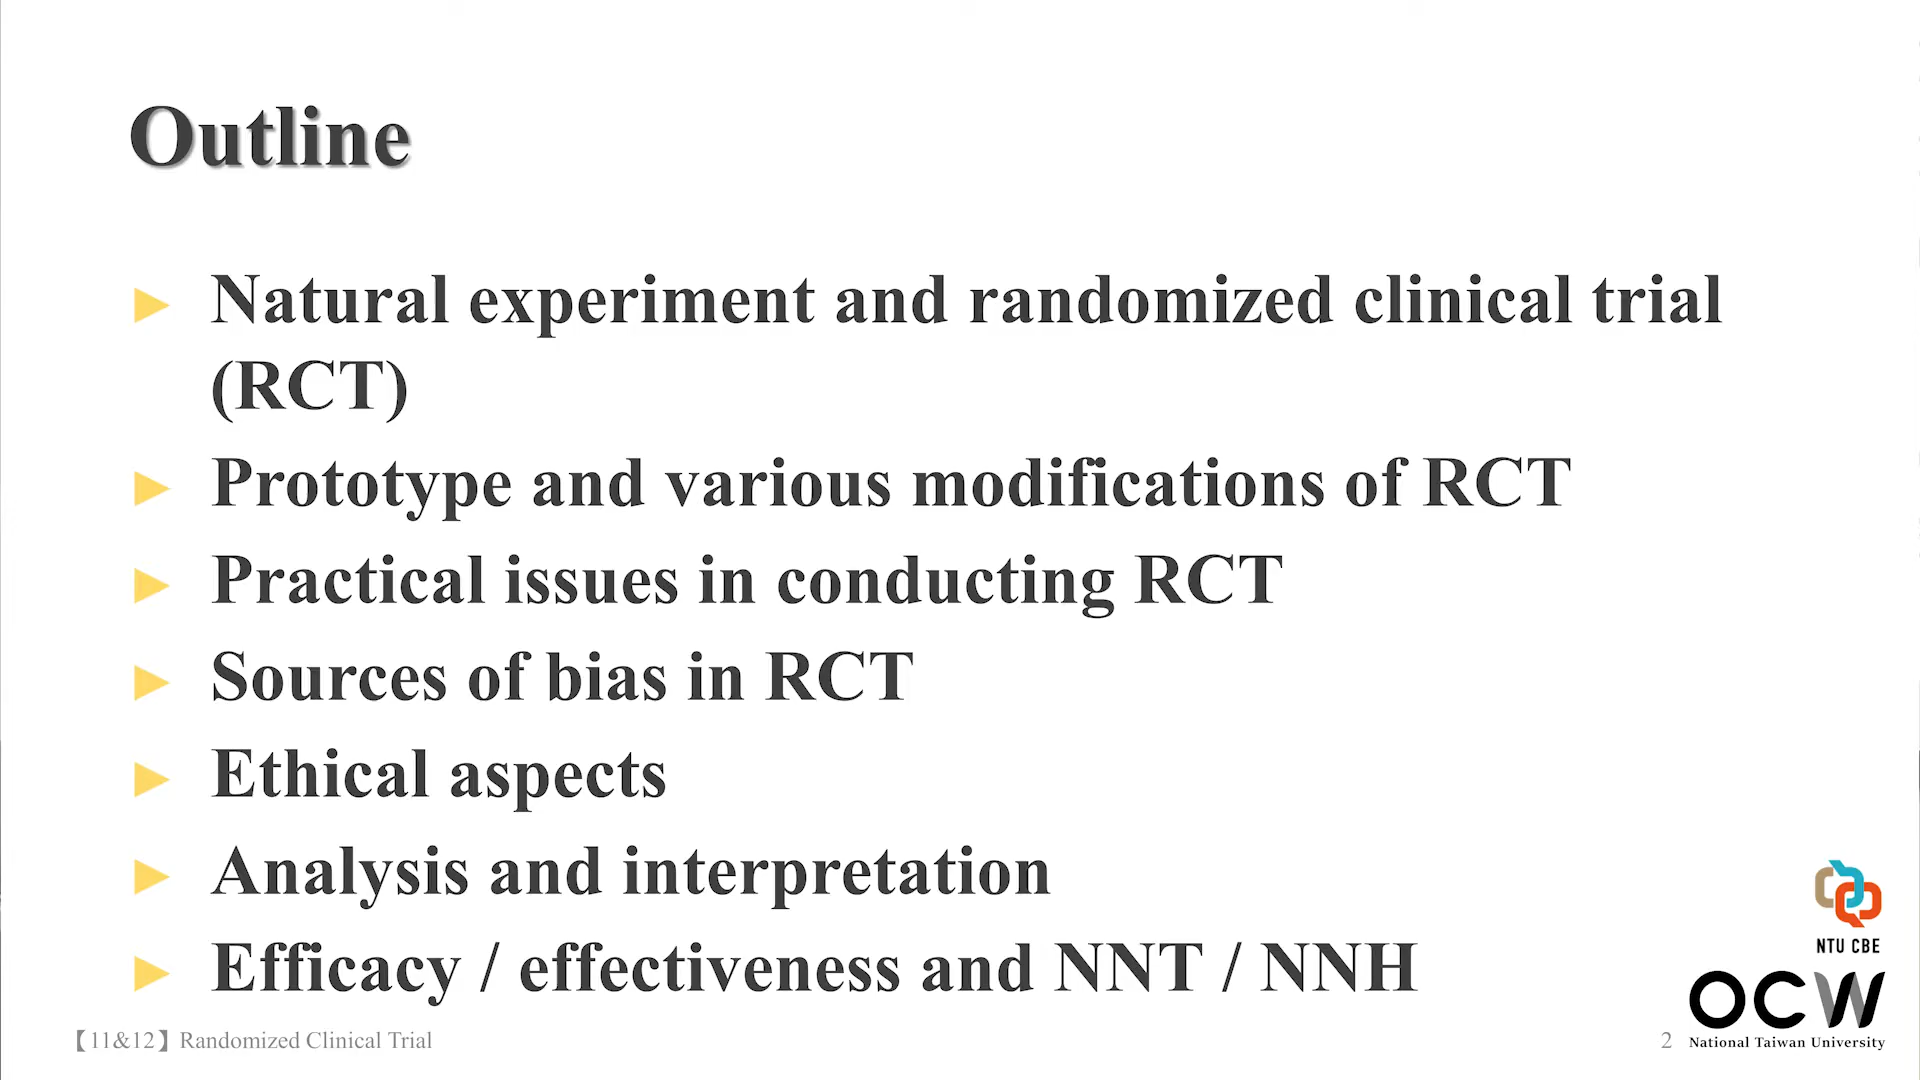 Outline
Natural experiment and randomized clinical trial
(RCT)
Prototype and various modifications of RCT
Practical issues in conducting RCT
Sources of bias in RCT
Ethical aspects
Analysis and interpretation
Efficacy / effectiveness and NNT / NNH
NTU CBE
OCW
National Taiwan University
【11&12】Randomized Clinical Trial
2